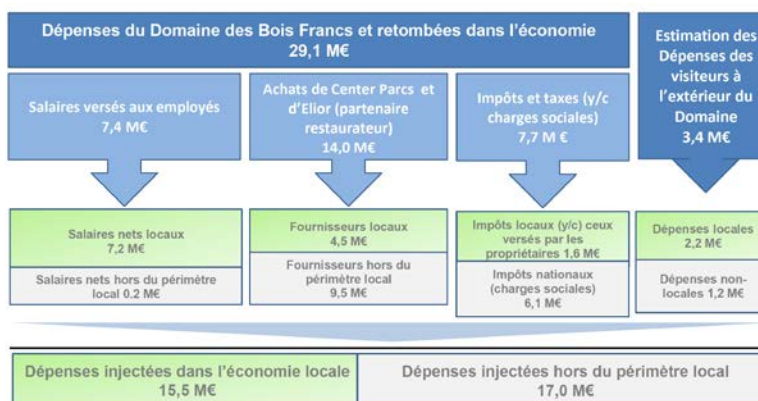 Dépenses du Domaine des Bois Francs et retombées dans l'économie
29,1 M€
Estimation des
Dépenses des
visiteurs à
l'extérieur du
Domaine
3,4 M€
Salaires versés aux employés
7,4 M€
Achats de Center Parcs et
d'Elior (partenaire
restaurateur)
14,0 M€
Impôts et taxes (y/c
charges sociales)
7,7 M €
Salaires nets locaux
7,2 M€
Salaires nets hors du périmètre
local 0.2 M€
Fournisseurs locaux
4,5 M€
Fournisseurs hors du
périmètre local
9,5 M€
Impôts locaux (y/c) ceux
versés par les
propriétaires 1,6 M€
Impôts nationaux
(charges sociales)
6,1 M€
Dépenses locales
2,2 M€
Dépenses non-
locales 1,2 M€
Dépenses injectées dans l'économie locale
15,5 M€
Dépenses injectées hors du périmètre local
17,0 M€